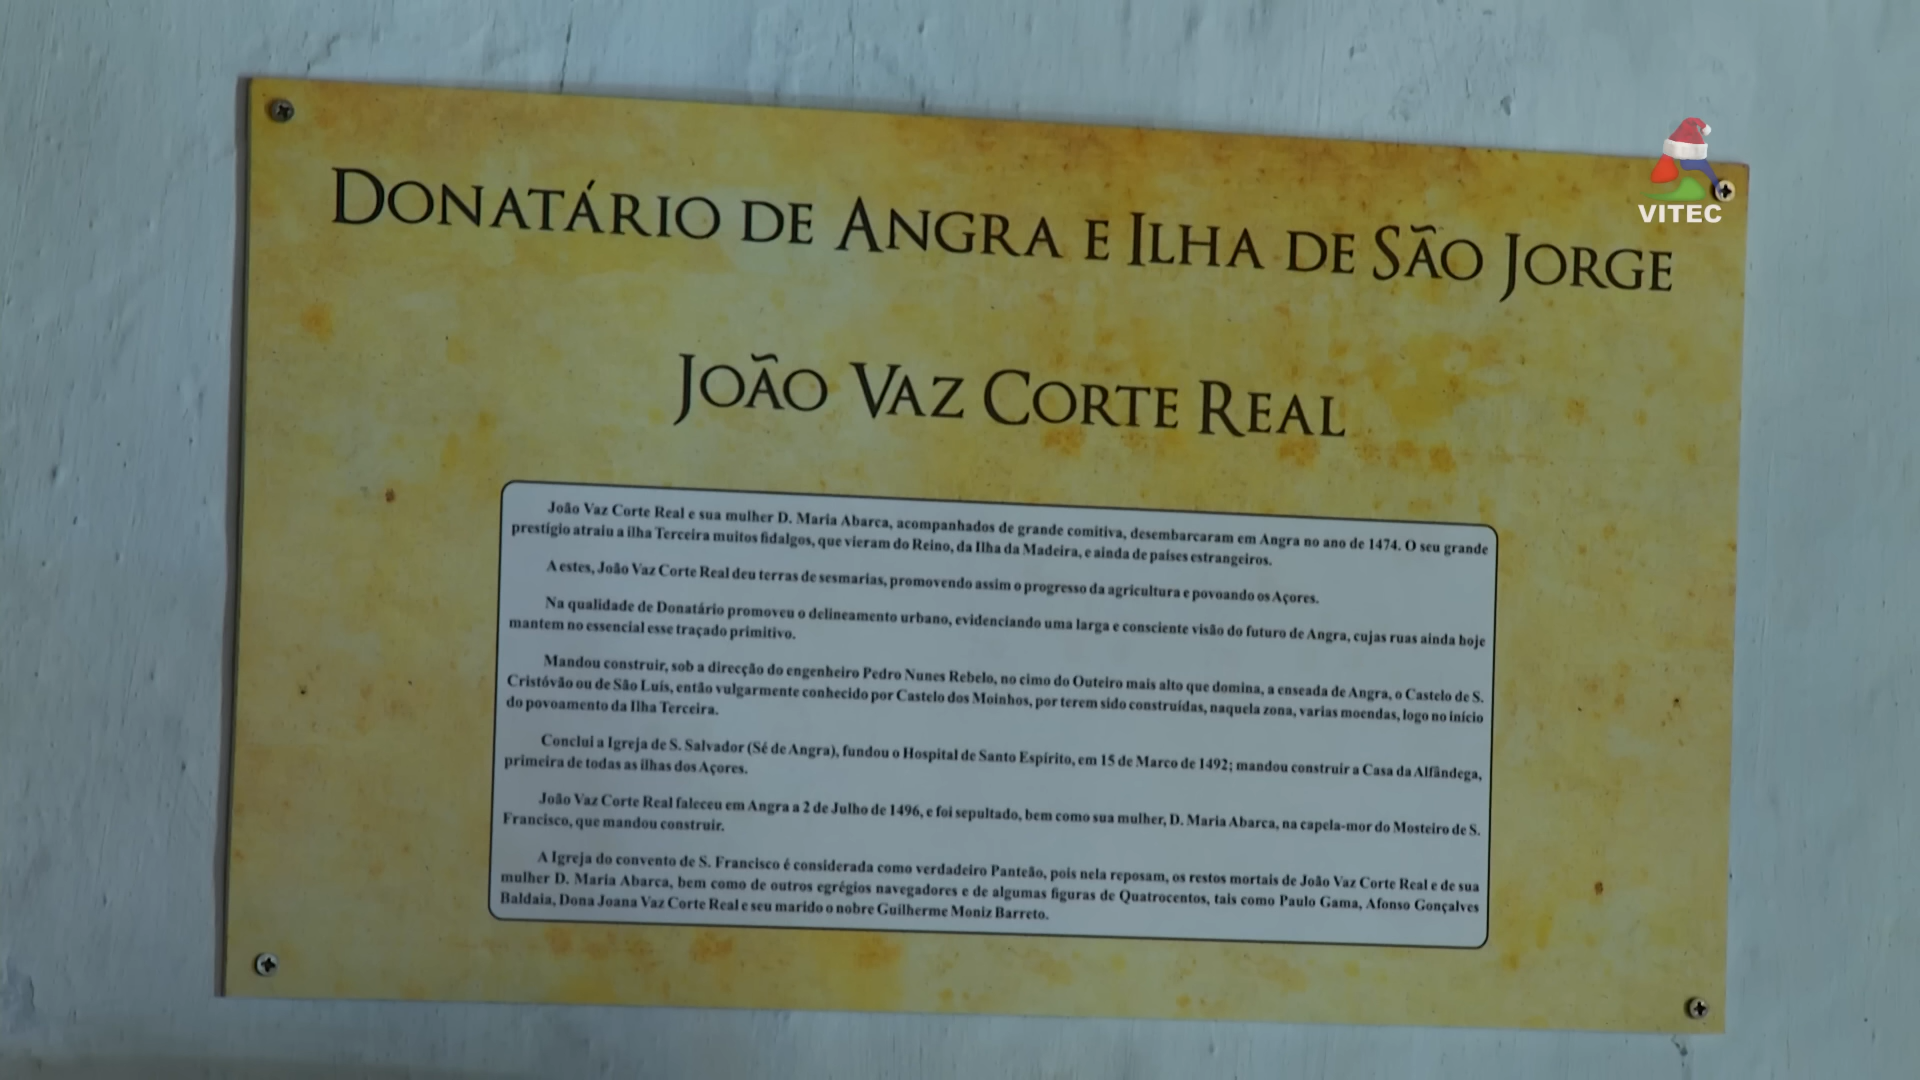 DONATÁRIO DE ANGRA E ILHA DE SÃO JORGE
VITEC
JOÃO VAZ CORTE REAL
João Vaz Corte Real e sua mulher D. Maria Abarca, acompanhados de grande comitiva, desembarcaram em Angra no ano de 1474. O seu grande
prestígio atraiu a ilha Terceira muitos fidalgos, que vieram do Reino, da Ilha da Madeira, e ainda de países estrangeiros.
A estes, João Vaz Corte Real deu terras de sesmarias, promovendo assim o progresso da agricultura e povoando os Açores.
Na qualidade de Donatário promoveu o delineamento urbano, evidenciando uma larga e consciente visão do futuro de Angra, cujas ruas ainda hoje
mantem no essencial esse traçado primitivo.
Mandou construir, sob a direcção do engenheiro Pedro Nunes Rebelo, no cimo do Outeiro mais alto que domina, a enseada de Angra, o Castelo de S.
Cristóvão ou de São Luís, então vulgarmente conhecido por Castelo dos Moinhos, por terem sido construídas, naquela zona, varias moendas, logo no início
do povoamento da Ilha Terceira.
Conclui a Igreja de S. Salvador (Sé de Angra), fundou o Hospital de Santo Espírito, em 15 de Marco de 1492; mandou construir a Casa da Alfândega,
primeira de todas as ilhas dos Açores.
João Vaz Corte Real faleceu em Angra a 2 de Julho de 1496, e foi sepultado, bem como sua mulher, D. Maria Abarca, na capela-mor do Mosteiro de S.
Francisco, que mandou construir.
A Igreja do convento de S. Francisco é considerada como verdadeiro Panteão, pois nela reposam, os restos mortais de João Vaz Corte Real e de sua
mulher D. Maria Abarca, bem como de outros egrégios navegadores e de algumas figuras de Quatrocentos, tais como Paulo Gama, Afonso Gonçalves
Baldaia, Dona Joana Vaz Corte Real e seu marido o nobre Guilherme Moniz Barreto.